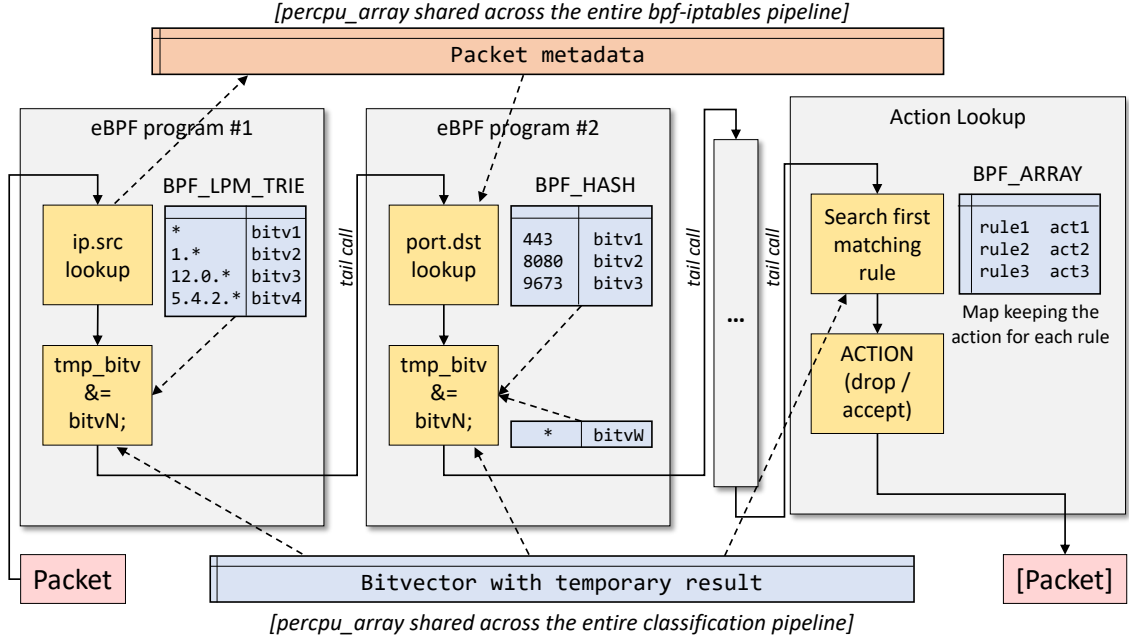 [percpu_array shared across the entire bpf-iptables pipeline]
Packet metadata
eBPF program #1
BPF_LPM_TRIE
ip.src
lookup
* bitv1
1.* bitv2
12.0.* bitv3
5.4.2.* bitv4
tmp_bitv
&=
bitvN;
tail call
eBPF program #2
BPF_HASH
port.dst
lookup
443 bitv1
8080 bitv2
9673 bitv3
tmp_bitv
&=
bitvN;
* bitvW
tail call
...
tail call
Action Lookup
BPF_ARRAY
Search first
matching
rule
rule1 act1
rule2 act2
rule3 act3
Map keeping the
action for each rule
ACTION
(drop /
accept)
Packet
Bitvector with temporary result
[Packet]
[percpu_array shared across the entire classification pipeline]